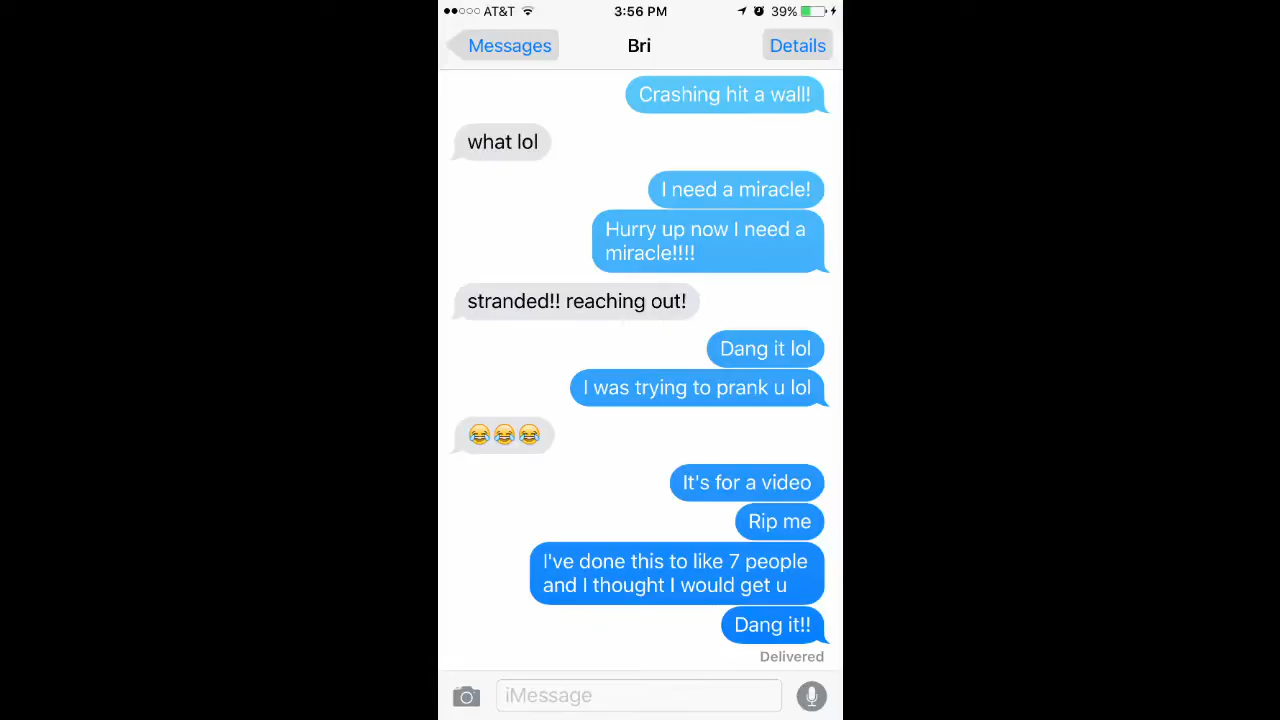 AT&T 3:56 PM 39%
Messages Bri Details
Crashing hit a wall!
what lol
I need a miracle!
Hurry up now I need a
miracle!!!!
stranded!! reaching out!
Dang it lol
I was trying to prank u lol
😂😂😂
It's for a video
Rip me
I've done this to like 7 people
and I thought I would get u
Dang it!!
Delivered
iMessage